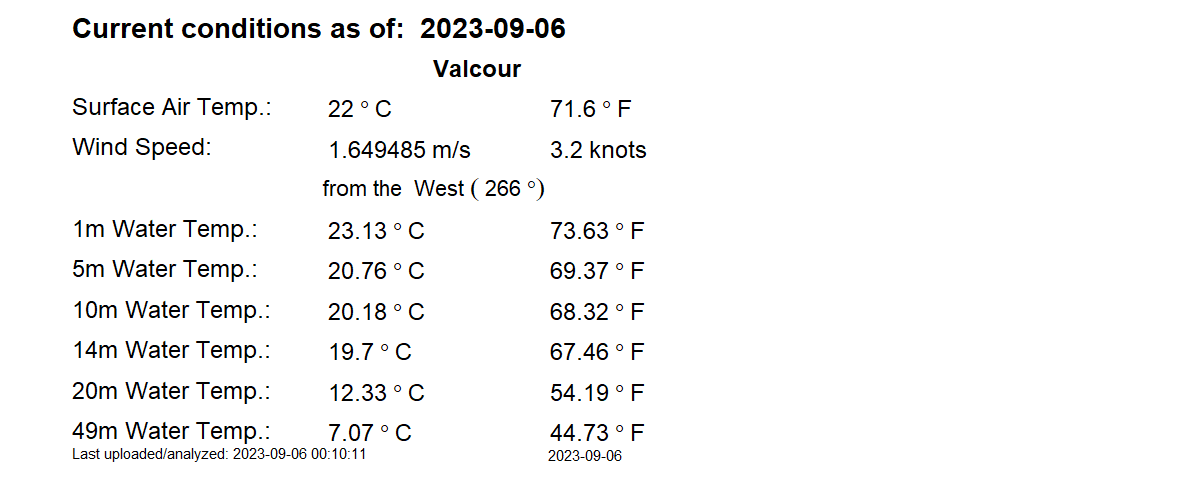 Current conditions as of: 2023-09-06
Valcour
Surface Air Temp.: 22 ° C 71.6 ° F
Wind Speed: 1.649485 m/s 3.2 knots
from the West ( 266 °)
1m Water Temp.: 23.13 ° C 73.63 ° F
5m Water Temp.: 20.76 ° C 69.37 ° F
10m Water Temp.: 20.18 ° C 68.32 ° F
14m Water Temp.: 19.7 ° C 67.46 ° F
20m Water Temp.: 12.33 ° C 54.19 ° F
49m Water Temp.: 7.07 ° C 44.73 ° F
Last uploaded/analyzed: 2023-09-06 00:10:11 2023-09-06